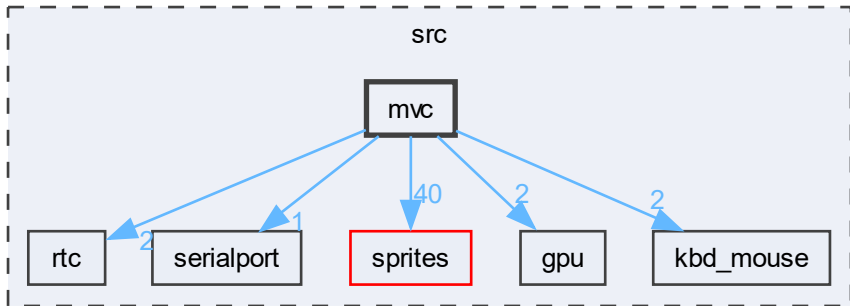 src
mvc
40
2
2
2
1
rtc
serialport
sprites
gpu
kbd_mouse